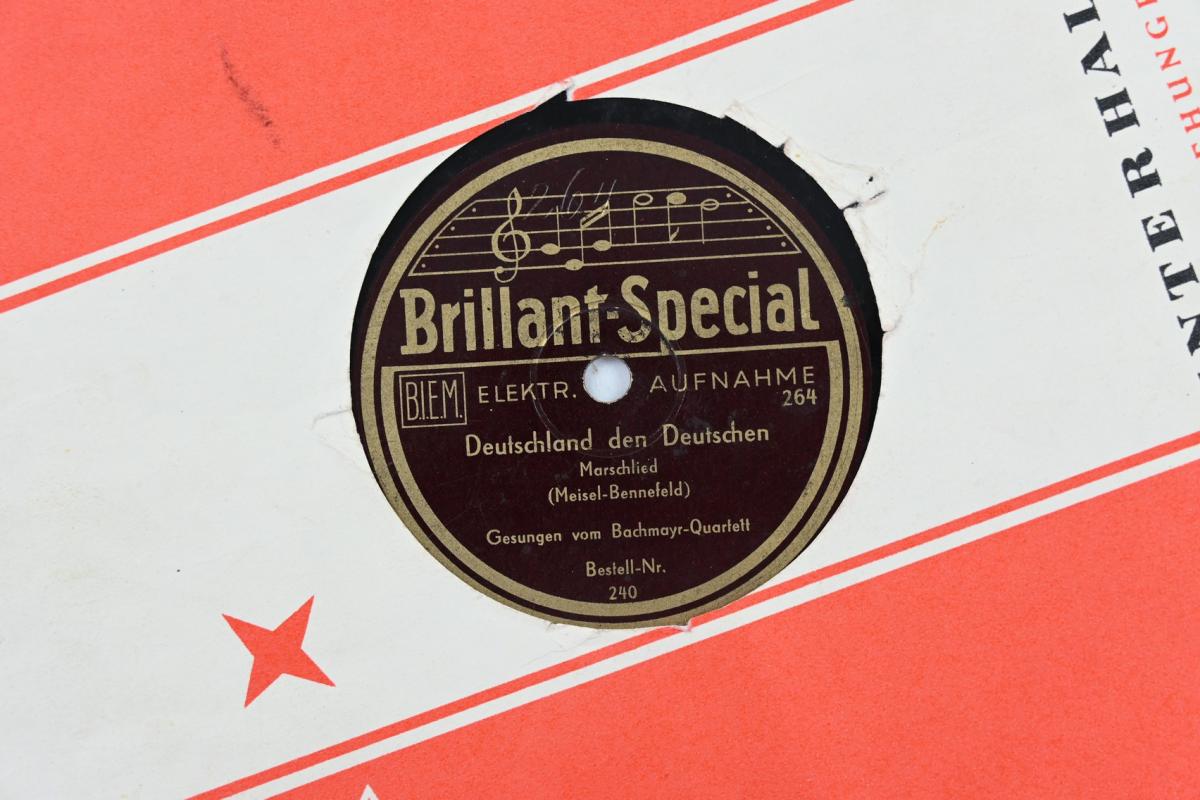 264
Brillant-Special
B.I.E.M. ELEKTR. AUFNAHME
264
Deutschland den Deutschen
Marschlied
(Meisel-Bennefeld)
Gesungen vom Bachmayr-Quartett
Bestell-Nr.
240